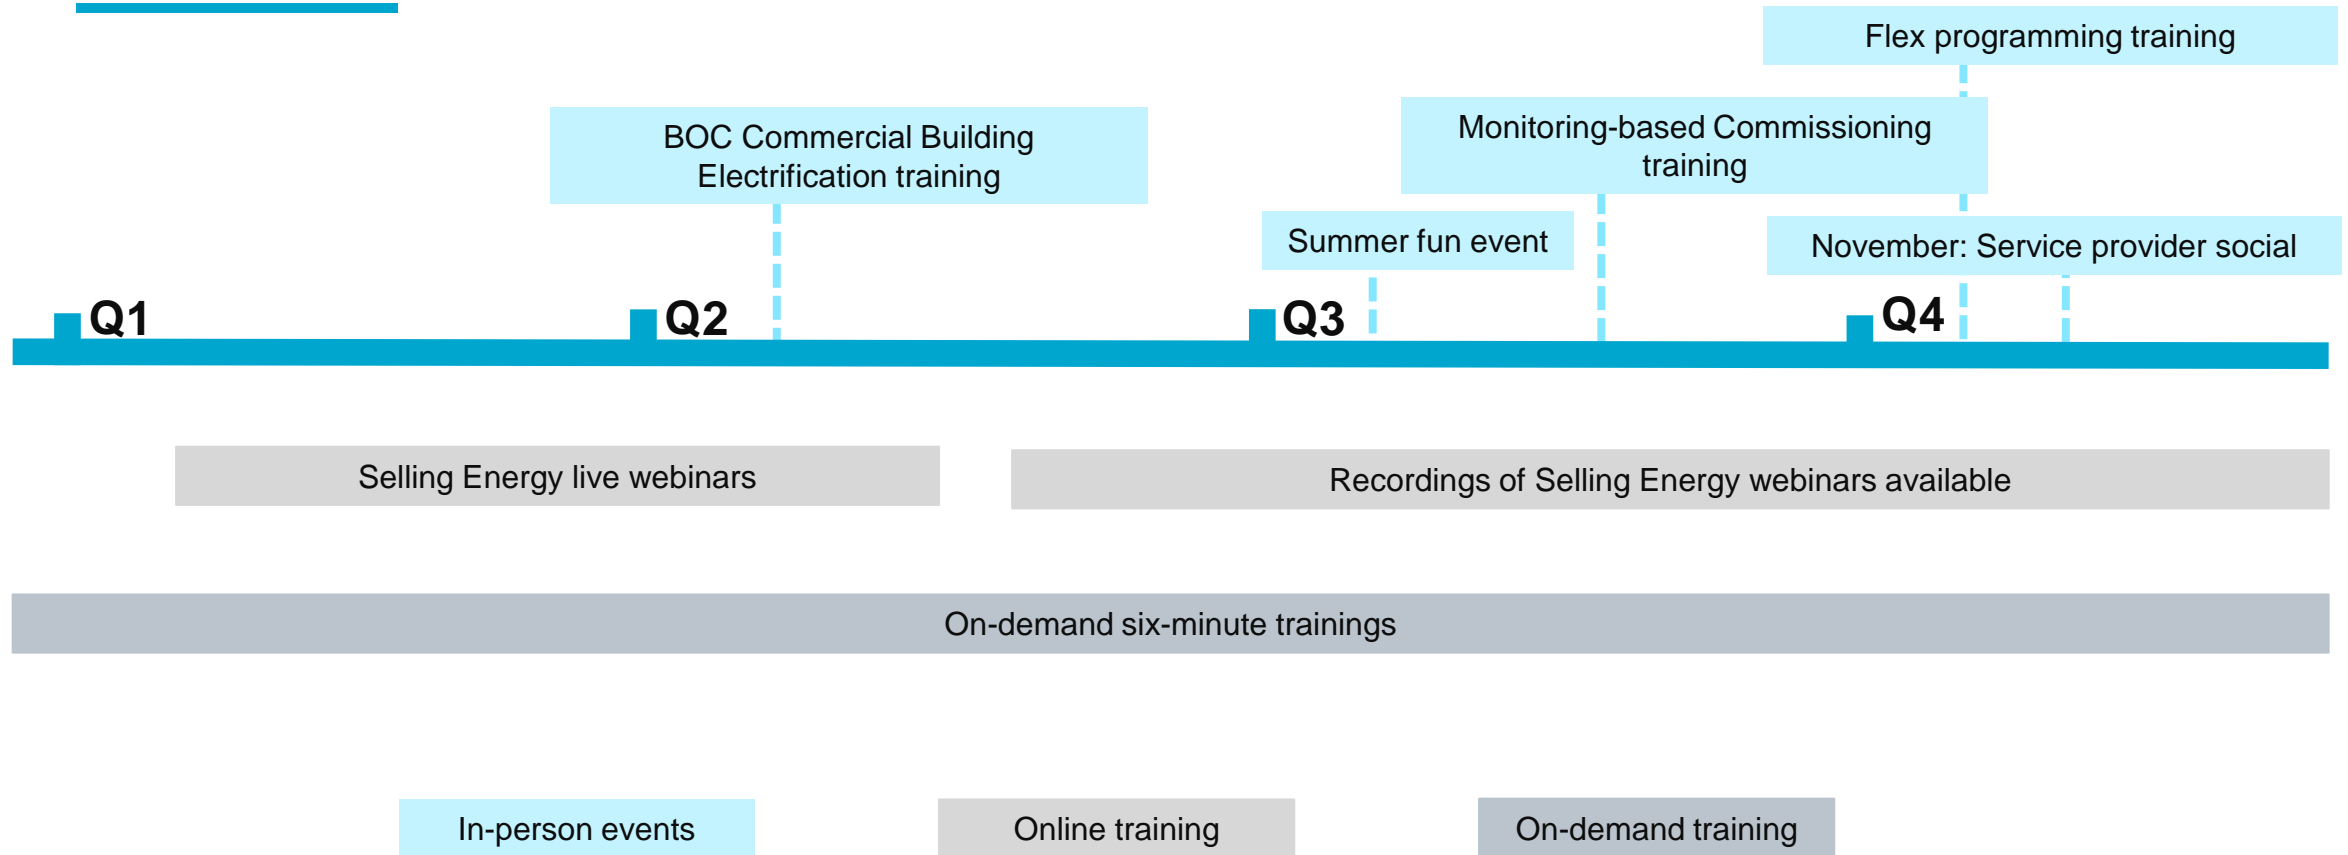 Flex programming training
BOC Commercial Building
Electrification training
Monitoring-based Commissioning
training
Summer fun event
November: Service provider social
Q1
Q2
Q3
Q4
Selling Energy live webinars
Recordings of Selling Energy webinars available
On-demand six-minute trainings
In-person events
Online training
On-demand training